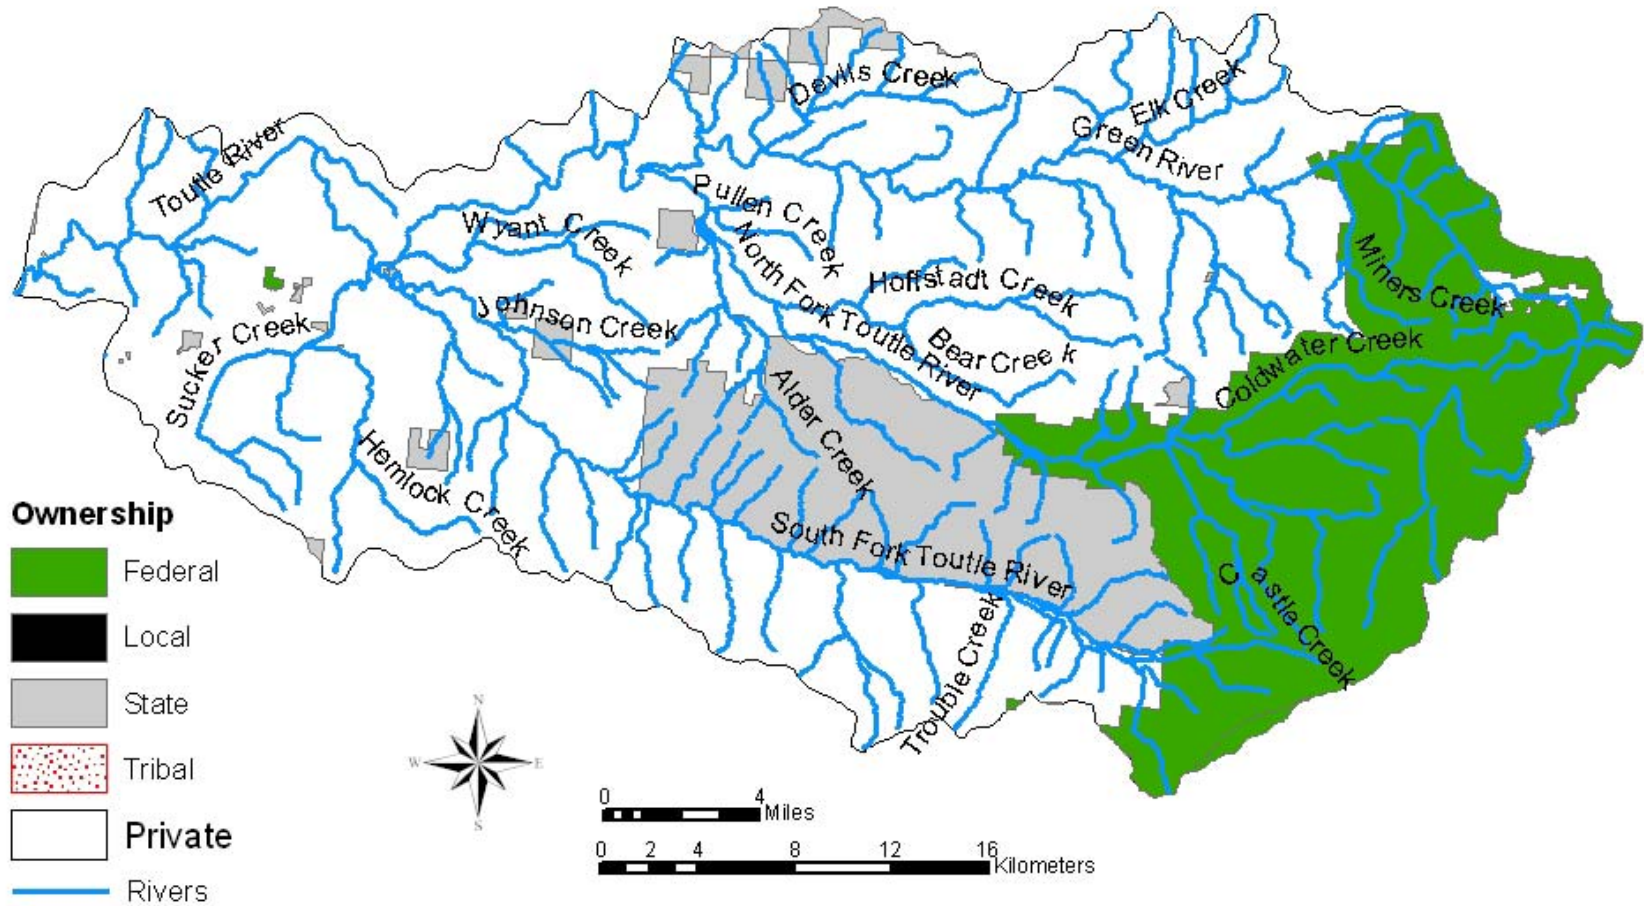 Devils Creek
Elk Creek
Green River
Toutle River
Pullen Creek
Wyant Creek
North Fork Toutle River
Hoffstadt Creek
Miners Creek
Johnson Creek
Bear Creek
Coldwater Creek
Sucker Creek
Alder Creek
Hemlock Creek
South Fork Toutle River
Castle Creek
Trouble Creek
Ownership
Federal
Local
State
Tribal
Private
Rivers
N
W E
S
0 4
Miles
0 2 4 8 12 16
Kilometers